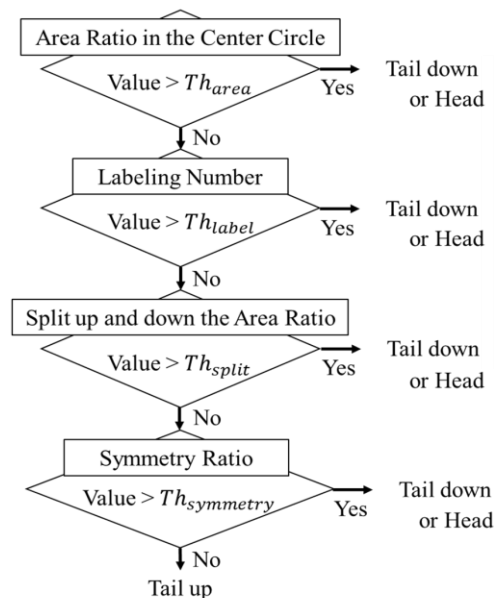 Area Ratio in the Center Circle
Value > Th_area
Yes
Tail down
or Head
No
Labeling Number
Value > Th_label
Yes
Tail down
or Head
No
Split up and down the Area Ratio
Value > Th_split
Yes
Tail down
or Head
No
Symmetry Ratio
Value > Th_symmetry
Yes
Tail down
or Head
No
Tail up